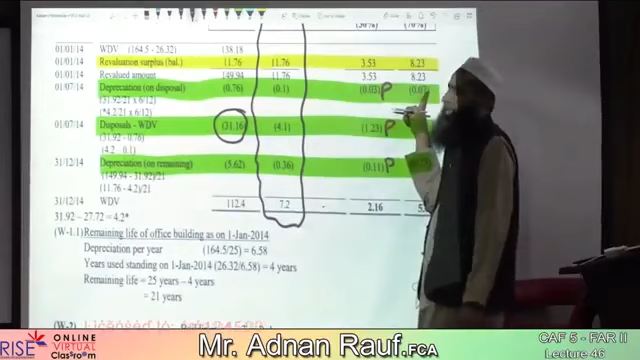 (30%) (70%)
01/01/14 WDV (164.5 - 26.32) 138.18
01/01/14 Revaluation surplus (bal.) 11.76 11.76 3.53 8.23
01/01/14 Revalued amount 149.94 11.76 3.53 8.23
01/07/14 Depreciation (on disposal) (0.76) (0.1) (0.03) P (0.07)
(31.92/21 x 6/12)
(*4.2/21 x 6/12)
01/07/14 Disposals - WDV (31.16) (4.1) (1.23) P
(31.92 - 0.76)
(4.2 – 0.1)
31/12/14 Depreciation (on remaining) (5.62) (0.36) (0.11) P
(149.94 - 31.92)/21
(11.76 - 4.2)/21
31/12/14 WDV 112.4 7.2 - 2.16
31.92 – 27.72 = 4.2*
(W-1.1) Remaining life of office building as on 1-Jan-2014
Depreciation per year (164.5/25) = 6.58
Years used standing on 1-Jan-2014 (26.32/6.58) = 4 years
Remaining life = 25 years – 4 years
= 21 years
(W-2)
RISE ONLINE VIRTUAL Classroom
Mr. Adnan Rauf.FCA
CAF 5 - FAR II
Lecture 46